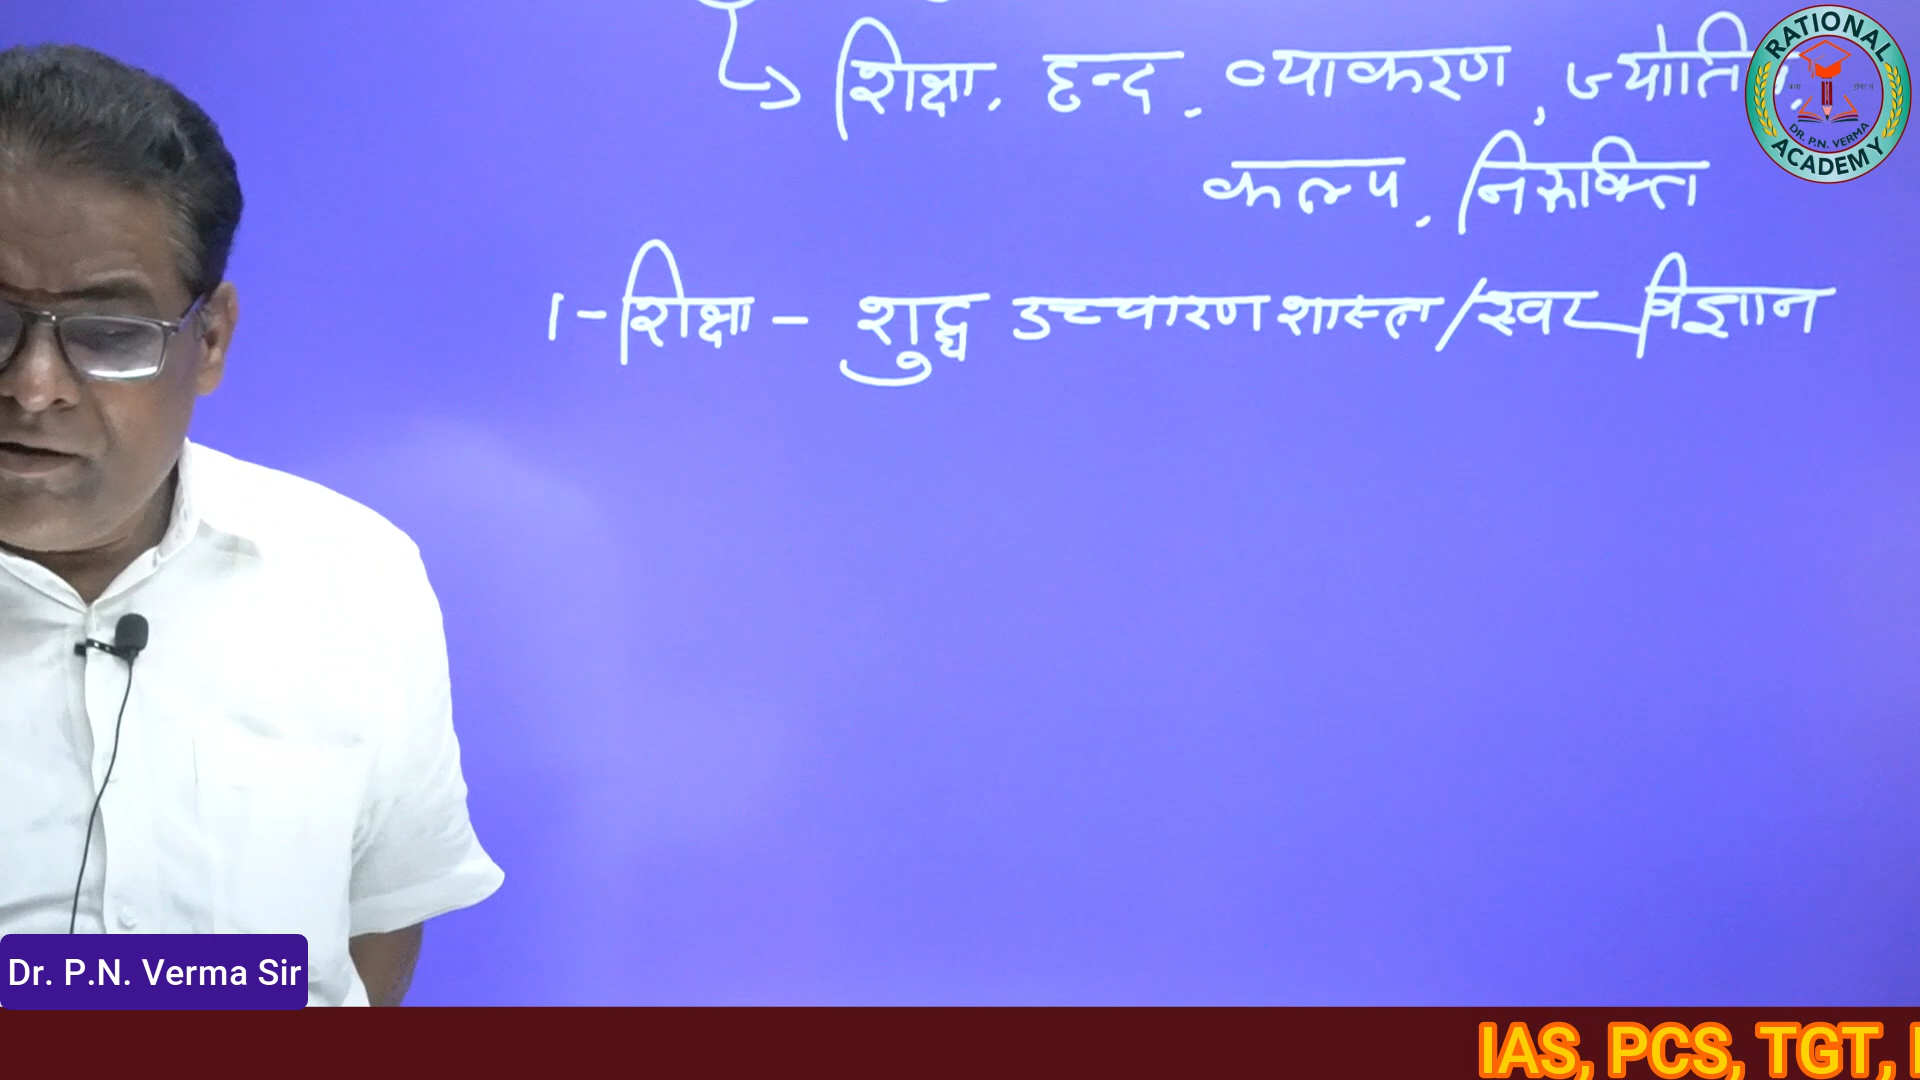 शिक्षा, छन्द, व्याकरण, ज्योतिष,
कल्प, निरुक्ति
1 - शिक्षा - शुद्ध उच्चारण शास्त्र / स्वर विज्ञान
RATIONAL
DR. P.N. VERMA
ACADEMY
Dr. P.N. Verma Sir
IAS, PCS, TGT,